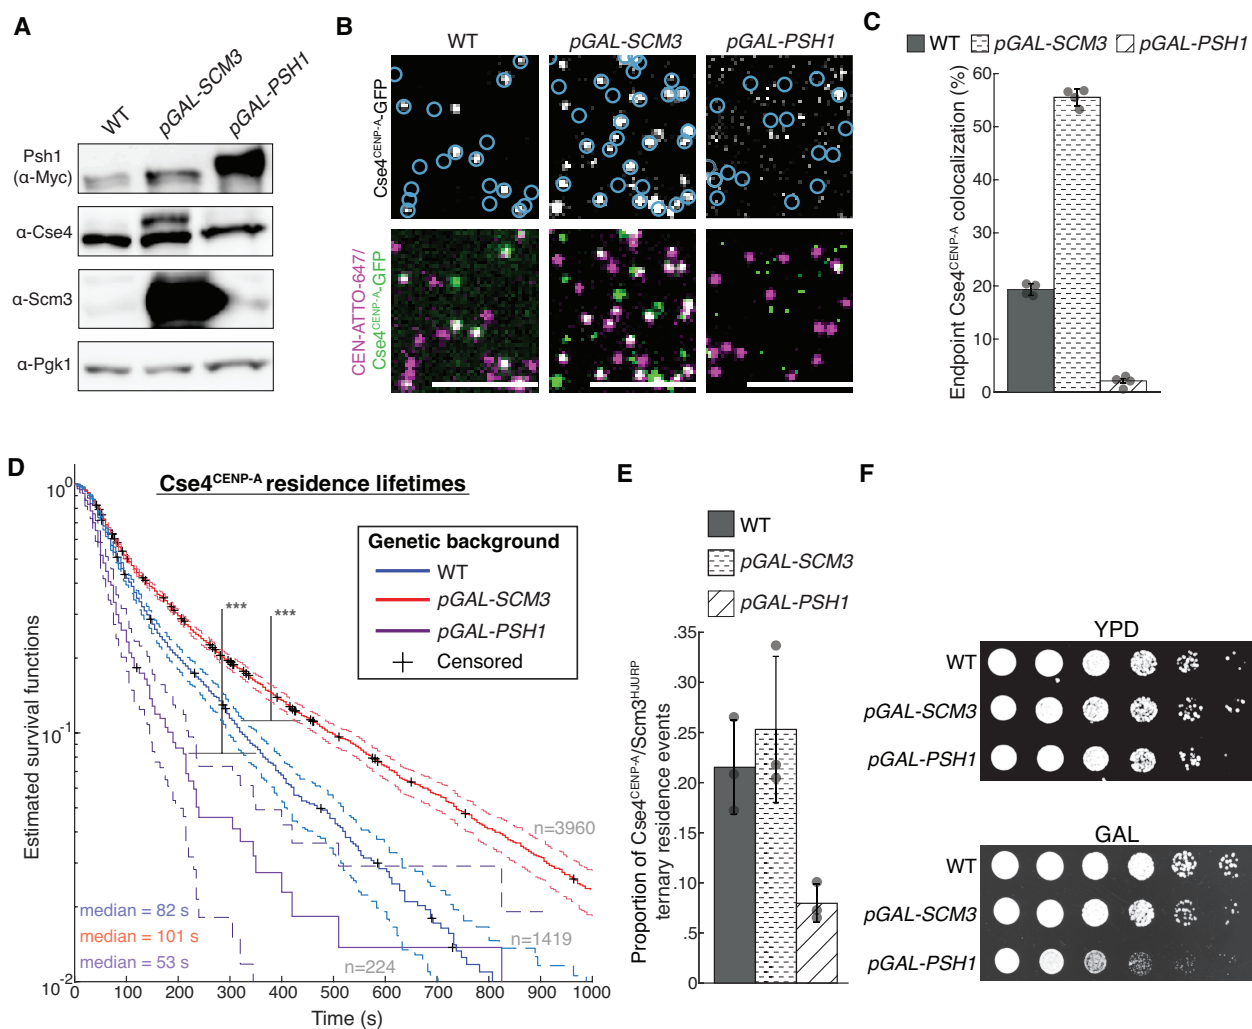 A
WT
pGAL-SCM3
pGAL-PSH1
Psh1
(α-Myc)
α-Cse4
α-Scm3
α-Pgk1
B
WT
pGAL-SCM3
pGAL-PSH1
Cse4CENP-A-GFP
CEN-ATTO-647/
Cse4CENP-A-GFP
C
WT
pGAL-SCM3
pGAL-PSH1
Endpoint Cse4CENP-A colocalization (%)
60
50
40
30
20
10
0
D
Cse4CENP-A residence lifetimes
Genetic background
WT
pGAL-SCM3
pGAL-PSH1
Censored
***
***
n=3960
n=1419
n=224
median = 82 s
median = 101 s
median = 53 s
Estimated survival functions
10^0
10^-1
10^-2
0 100 200 300 400 500 600 700 800 900 1000
Time (s)
E
WT
pGAL-SCM3
pGAL-PSH1
Proportion of Cse4CENP-A/Scm3HJURP
ternary residence events
.35
.30
.25
.20
.15
.10
.5
0
F
YPD
WT
pGAL-SCM3
pGAL-PSH1
GAL
WT
pGAL-SCM3
pGAL-PSH1